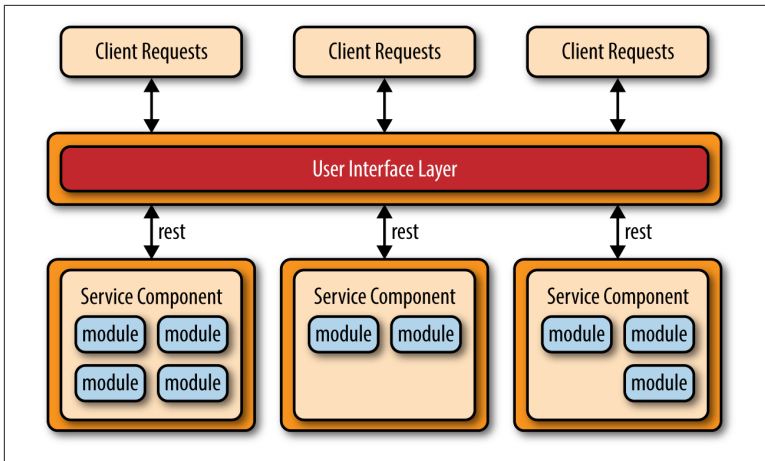 Client Requests
Client Requests
Client Requests
User Interface Layer
rest
rest
rest
Service Component
module
module
module
module
Service Component
module
module
Service Component
module
module
module